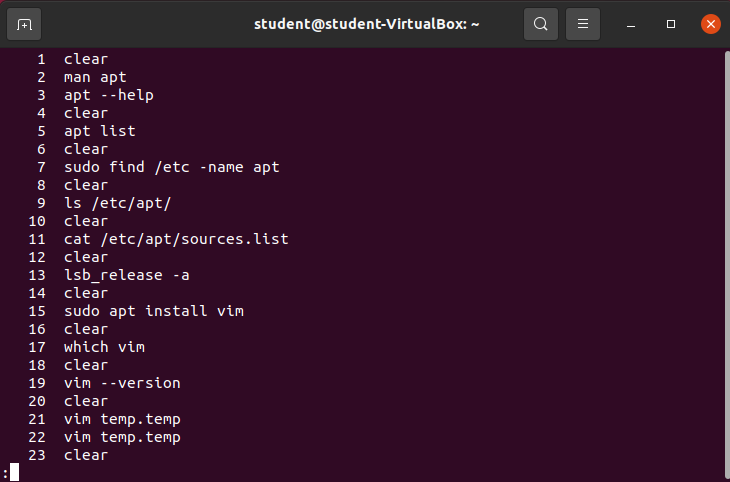 student@student-VirtualBox: ~
1 clear
2 man apt
3 apt --help
4 clear
5 apt list
6 clear
7 sudo find /etc -name apt
8 clear
9 ls /etc/apt/
10 clear
11 cat /etc/apt/sources.list
12 clear
13 lsb_release -a
14 clear
15 sudo apt install vim
16 clear
17 which vim
18 clear
19 vim --version
20 clear
21 vim temp.temp
22 vim temp.temp
23 clear
: